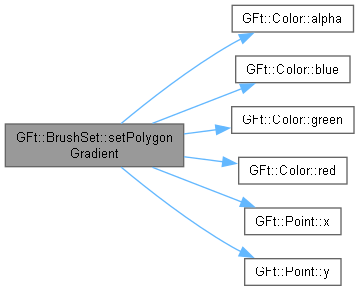 GFt::BrushSet::setPolygon
Gradient
GFt::Color::alpha
GFt::Color::blue
GFt::Color::green
GFt::Color::red
GFt::Point::x
GFt::Point::y